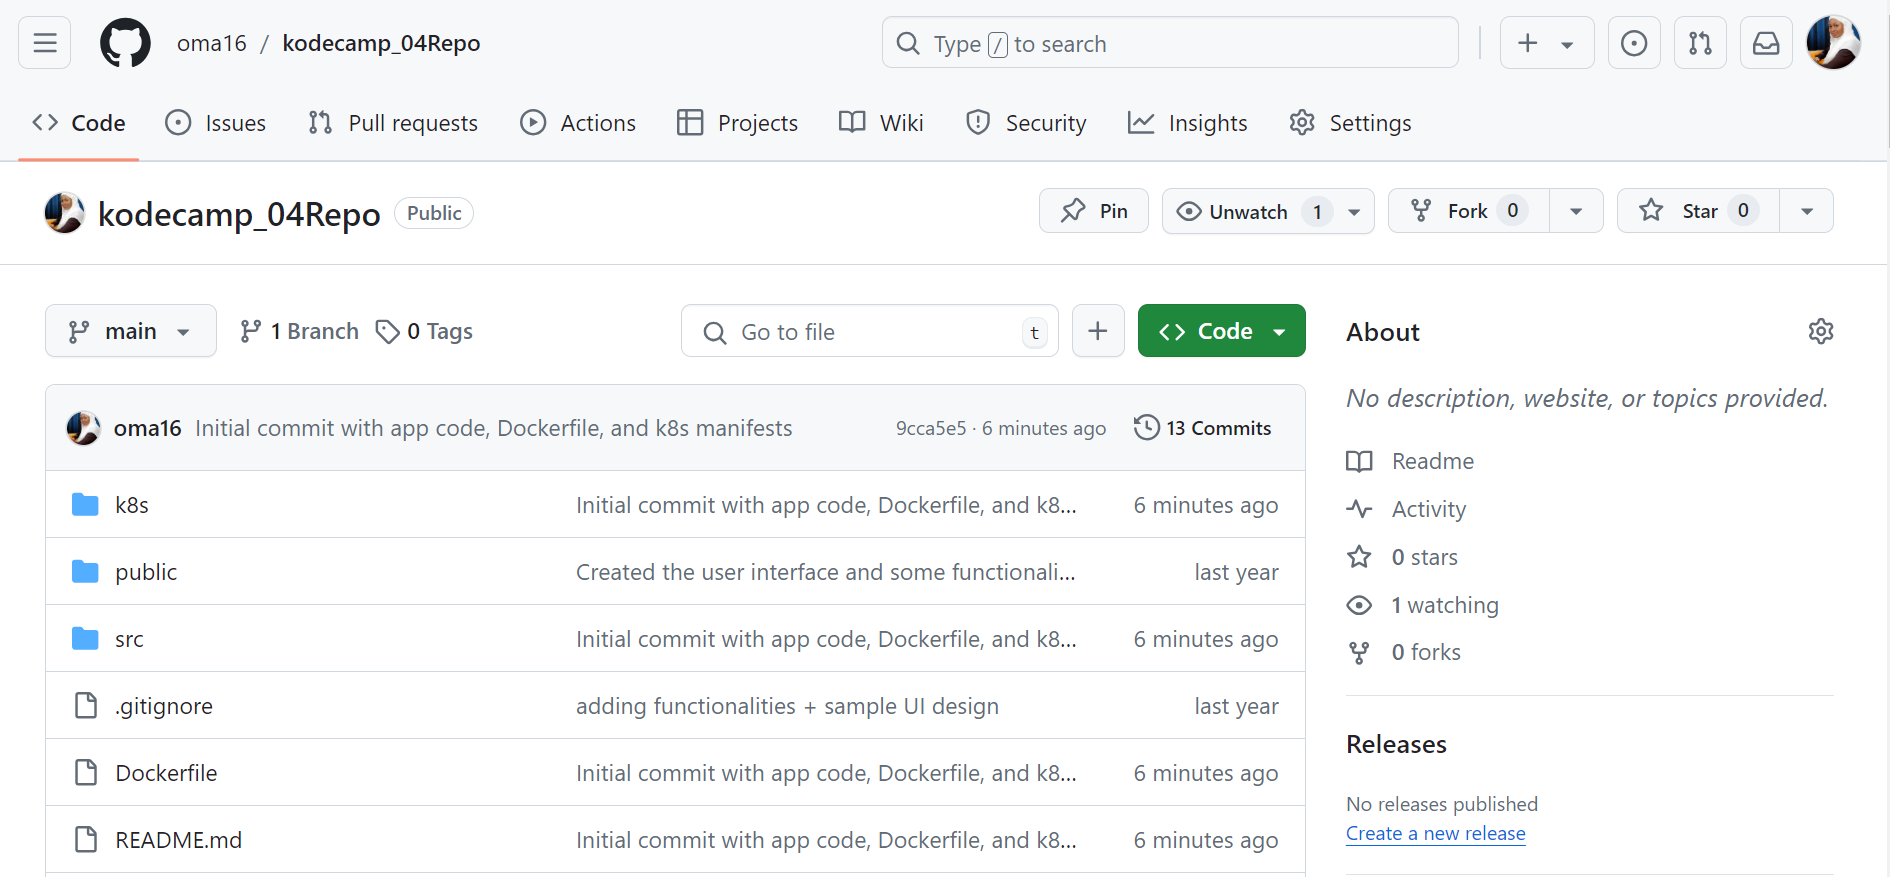 oma16 / kodecamp_04Repo
Type / to search
Code
Issues
Pull requests
Actions
Projects
Wiki
Security
Insights
Settings
kodecamp_04Repo
Public
Pin
Unwatch 1
Fork 0
Star 0
main
1 Branch
0 Tags
Go to file
t
Code
oma16 Initial commit with app code, Dockerfile, and k8s manifests
9cca5e5 · 6 minutes ago
13 Commits
k8s
Initial commit with app code, Dockerfile, and k8...
6 minutes ago
public
Created the user interface and some functionali...
last year
src
Initial commit with app code, Dockerfile, and k8...
6 minutes ago
.gitignore
adding functionalities + sample UI design
last year
Dockerfile
Initial commit with app code, Dockerfile, and k8...
6 minutes ago
README.md
Initial commit with app code, Dockerfile, and k8...
6 minutes ago
About
No description, website, or topics provided.
Readme
Activity
0 stars
1 watching
0 forks
Releases
No releases published
Create a new release